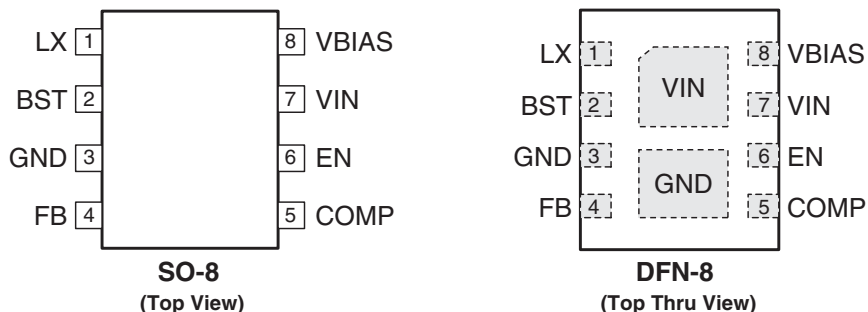 LX 1 8 VBIAS
BST 2 7 VIN
GND 3 6 EN
FB 4 5 COMP
SO-8
(Top View)
LX 1 8 VBIAS
VIN
BST 2 7 VIN
GND 3 6 EN
GND
FB 4 5 COMP
DFN-8
(Top Thru View)